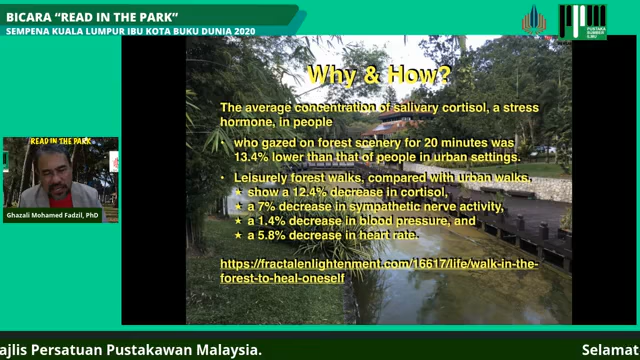 BICARA “READ IN THE PARK”
SEMPENA KUALA LUMPUR IBU KOTA BUKU DUNIA 2020
PUSTAKA
Why & How?
The average concentration of salivary cortisol, a stress
hormone, in people
• who gazed on forest scenery for 20 minutes was
13.4% lower than that of people in urban settings.
• Leisurely forest walks, compared with urban walks,
★ show a 12.4% decrease in cortisol,
★ a 7% decrease in sympathetic nerve activity,
★ a 1.4% decrease in blood pressure, and
★ a 5.8% decrease in heart rate.
https://fractalenlightenment.com/16617/life/walk-in-the-
forest-to-heal-oneself
READ IN THE PARK
Ghazali Mohamed Fadzil, PhD
ajlis Persatuan Pustakawan Malaysia.
Selamat